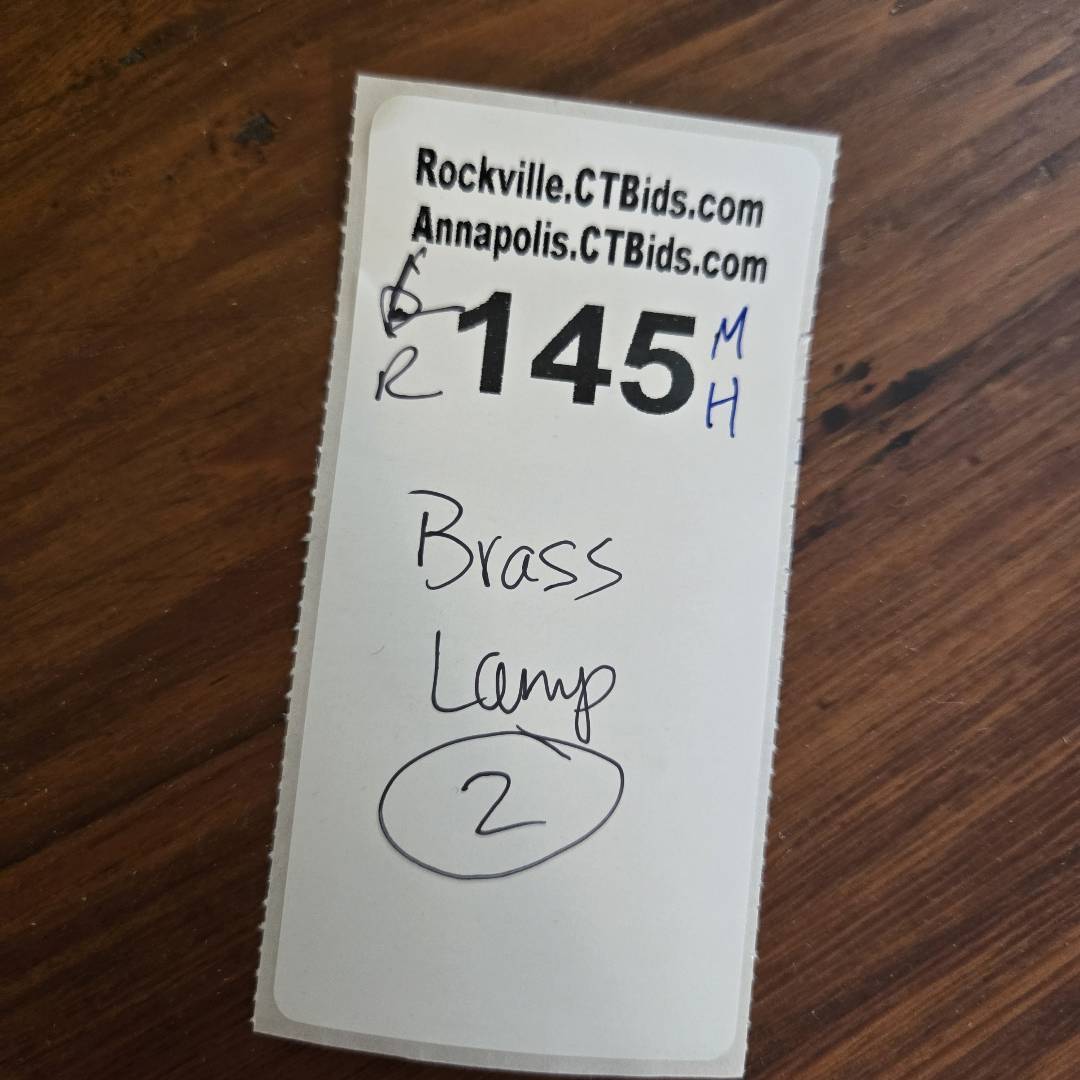 Rockville.CTBids.com
Annapolis.CTBids.com
145 M
R H
Brass
Lamp
2